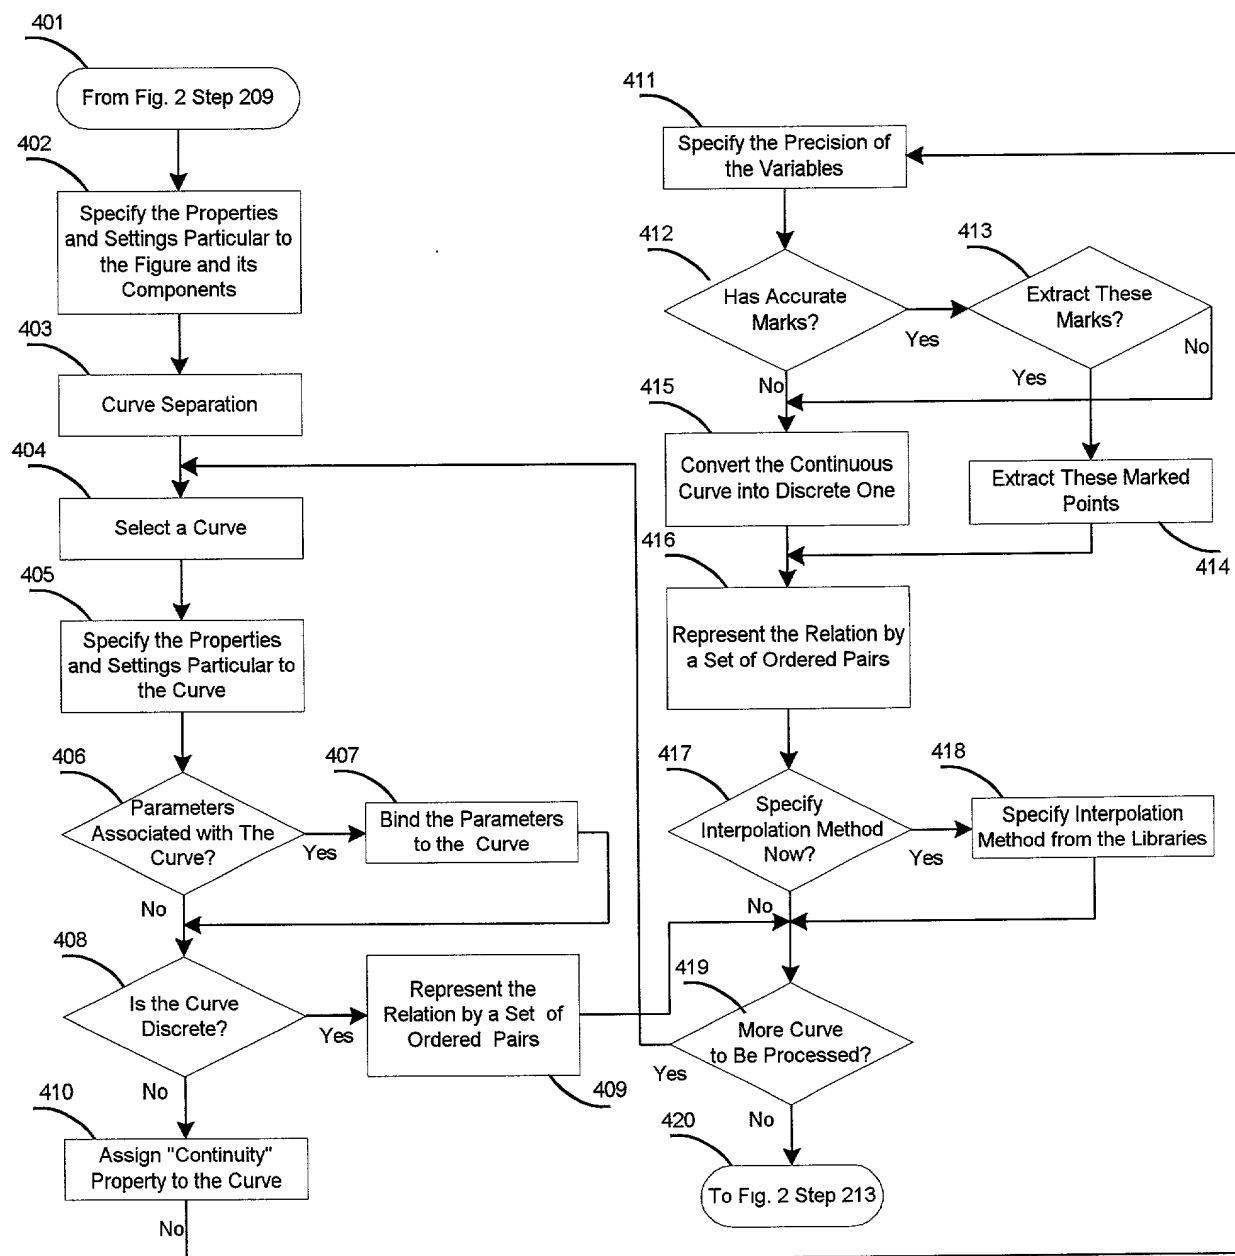 401
From Fig. 2 Step 209
402
Specify the Properties
and Settings Particular to
the Figure and its
Components
403
Curve Separation
404
Select a Curve
405
Specify the Properties
and Settings Particular to
the Curve
406
Parameters
Associated with The
Curve?
Yes
No
407
Bind the Parameters
to the Curve
408
Is the Curve
Discrete?
Yes
No
Represent the
Relation by a Set of
Ordered Pairs
409
410
Assign "Continuity"
Property to the Curve
No
411
Specify the Precision of
the Variables
412
Has Accurate
Marks?
Yes
No
413
Extract These
Marks?
No
Yes
415
Convert the Continuous
Curve into Discrete One
Extract These Marked
Points
414
416
Represent the Relation by
a Set of Ordered Pairs
417
Specify
Interpolation Method
Now?
Yes
No
418
Specify Interpolation
Method from the Libraries
419
More Curve
to Be Processed?
Yes
No
420
To Fig. 2 Step 213